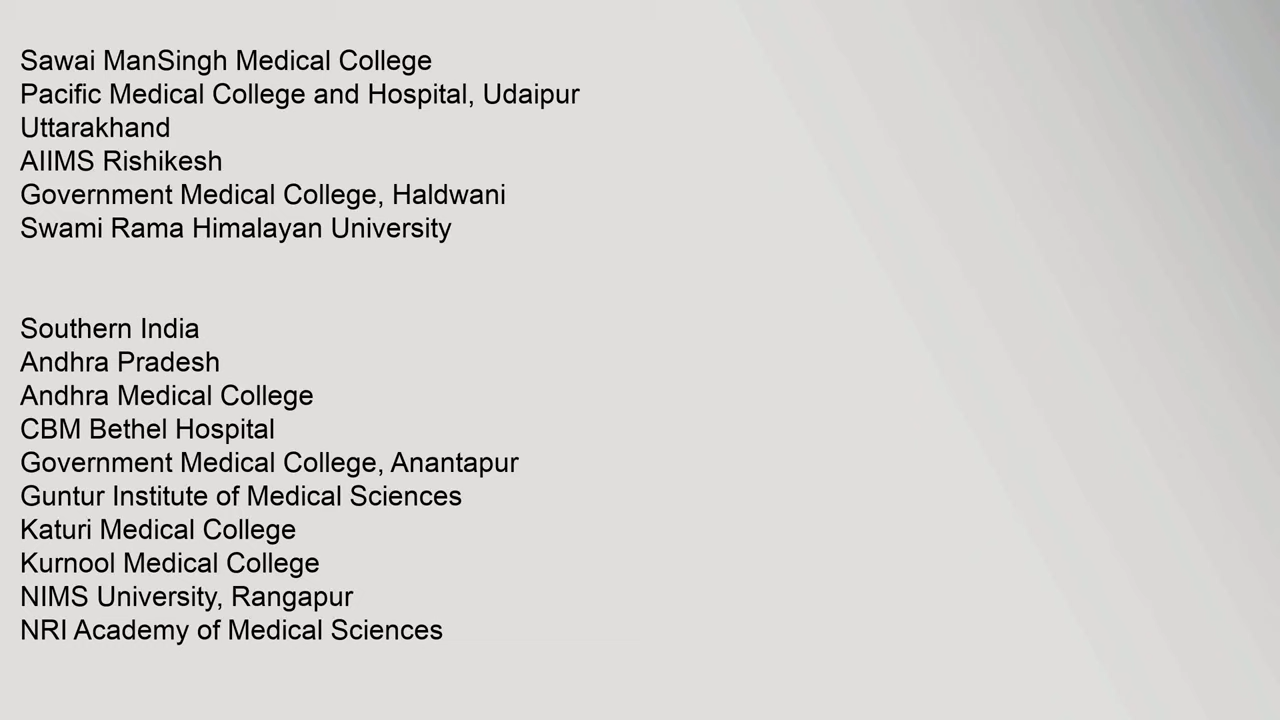 Sawai ManSingh Medical College
Pacific Medical College and Hospital, Udaipur
Uttarakhand
AIIMS Rishikesh
Government Medical College, Haldwani
Swami Rama Himalayan University
Southern India
Andhra Pradesh
Andhra Medical College
CBM Bethel Hospital
Government Medical College, Anantapur
Guntur Institute of Medical Sciences
Katuri Medical College
Kurnool Medical College
NIMS University, Rangapur
NRI Academy of Medical Sciences